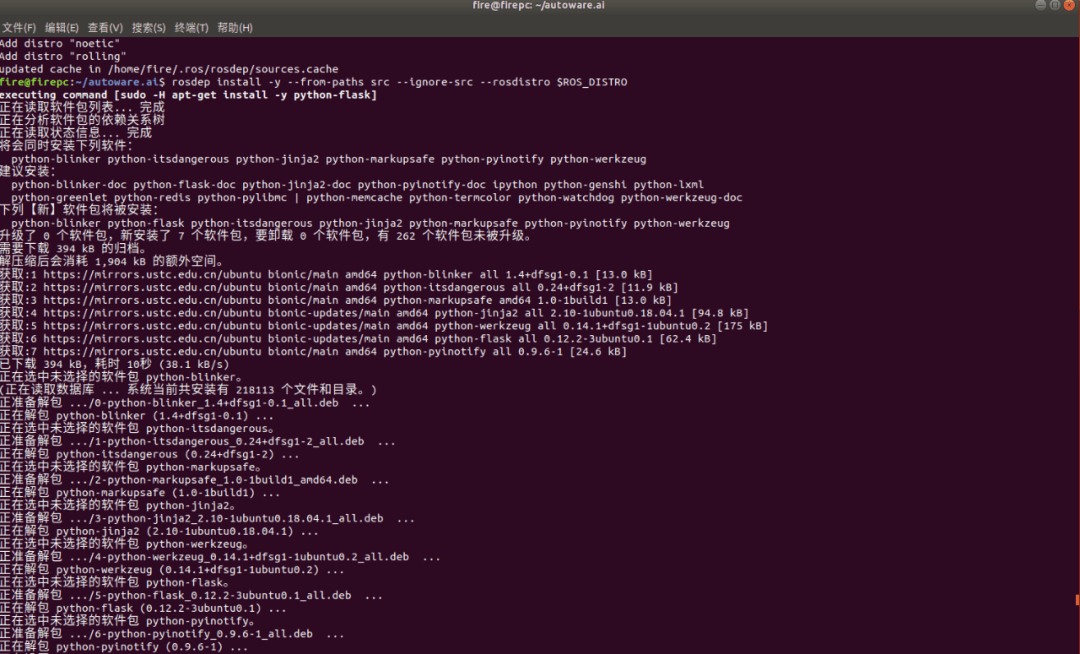 fire@firepc: ~/autoware.ai
文件(F) 编辑(E) 查看(V) 搜索(S) 终端(T) 帮助(H)
Add distro "noetic"
Add distro "rolling"
updated cache in /home/fire/.ros/rosdep/sources.cache
fire@firepc:~/autoware.ai$ rosdep install -y --from-paths src --ignore-src --rosdistro $ROS_DISTRO
executing command [sudo -H apt-get install -y python-flask]
正在读取软件包列表... 完成
正在分析软件包的依赖关系树
正在读取状态信息... 完成
将会同时安装下列软件：
python-blinker python-itsdangerous python-jinja2 python-markupsafe python-pyinotify python-werkzeug
建议安装：
python-blinker-doc python-flask-doc python-jinja2-doc python-pyinotify-doc ipython python-genshi python-lxml
python-greenlet python-redis python-pylibmc | python-memcache python-termcolor python-watchdog python-werkzeug-doc
下列【新】软件包将被安装：
python-blinker python-flask python-itsdangerous python-jinja2 python-markupsafe python-pyinotify python-werkzeug
升级了 0 个软件包，新安装了 7 个软件包，要卸载 0 个软件包，有 262 个软件包未被升级。
需要下载 394 kB 的归档。
解压缩后会消耗 1,904 kB 的额外空间。
获取:1 https://mirrors.ustc.edu.cn/ubuntu bionic/main amd64 python-blinker all 1.4+dfsg1-0.1 [13.0 kB]
获取:2 https://mirrors.ustc.edu.cn/ubuntu bionic/main amd64 python-itsdangerous all 0.24+dfsg1-2 [11.9 kB]
获取:3 https://mirrors.ustc.edu.cn/ubuntu bionic/main amd64 python-markupsafe amd64 1.0-1build1 [13.0 kB]
获取:4 https://mirrors.ustc.edu.cn/ubuntu bionic-updates/main amd64 python-jinja2 all 2.10-1ubuntu0.18.04.1 [94.8 kB]
获取:5 https://mirrors.ustc.edu.cn/ubuntu bionic-updates/main amd64 python-werkzeug all 0.14.1+dfsg1-1ubuntu0.2 [175 kB]
获取:6 https://mirrors.ustc.edu.cn/ubuntu bionic-updates/main amd64 python-flask all 0.12.2-3ubuntu0.1 [62.4 kB]
获取:7 https://mirrors.ustc.edu.cn/ubuntu bionic/main amd64 python-pyinotify all 0.9.6-1 [24.6 kB]
已下载 394 kB，耗时 10秒 (38.1 kB/s)
正在选中未选择的软件包 python-blinker。
(正在读取数据库 ... 系统当前共安装有 218113 个文件和目录。)
正准备解包 .../0-python-blinker_1.4+dfsg1-0.1_all.deb ...
正在解包 python-blinker (1.4+dfsg1-0.1) ...
正在选中未选择的软件包 python-itsdangerous。
正准备解包 .../1-python-itsdangerous_0.24+dfsg1-2_all.deb ...
正在解包 python-itsdangerous (0.24+dfsg1-2) ...
正在选中未选择的软件包 python-markupsafe。
正准备解包 .../2-python-markupsafe_1.0-1build1_amd64.deb ...
正在解包 python-markupsafe (1.0-1build1) ...
正在选中未选择的软件包 python-jinja2。
正准备解包 .../3-python-jinja2_2.10-1ubuntu0.18.04.1_all.deb ...
正在解包 python-jinja2 (2.10-1ubuntu0.18.04.1) ...
正在选中未选择的软件包 python-werkzeug。
正准备解包 .../4-python-werkzeug_0.14.1+dfsg1-1ubuntu0.2_all.deb ...
正在解包 python-werkzeug (0.14.1+dfsg1-1ubuntu0.2) ...
正在选中未选择的软件包 python-flask。
正准备解包 .../5-python-flask_0.12.2-3ubuntu0.1_all.deb ...
正在解包 python-flask (0.12.2-3ubuntu0.1) ...
正在选中未选择的软件包 python-pyinotify。
正准备解包 .../6-python-pyinotify_0.9.6-1_all.deb ...
正在解包 python-pyinotify (0.9.6-1) ...